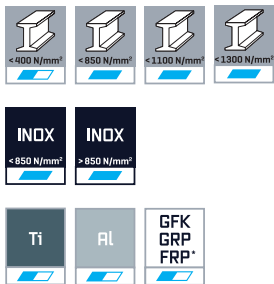 <400 N/mm² <850 N/mm² <1100 N/mm² <1300 N/mm²
INOX INOX
<850 N/mm² >850 N/mm²
Ti Al GFK
GRP
FRP*